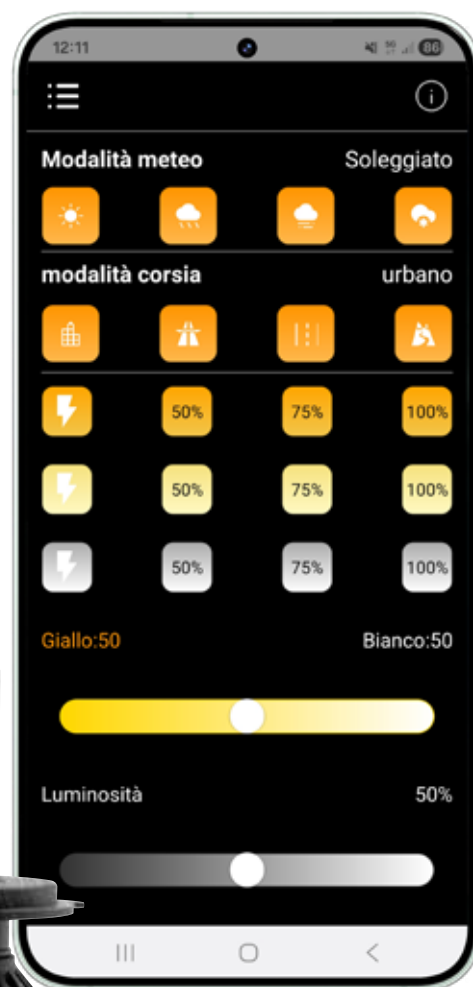 12:11 86
Modalità meteo Soleggiato
modalità corsia urbano
50% 75% 100%
50% 75% 100%
50% 75% 100%
Giallo:50 Bianco:50
Luminosità 50%